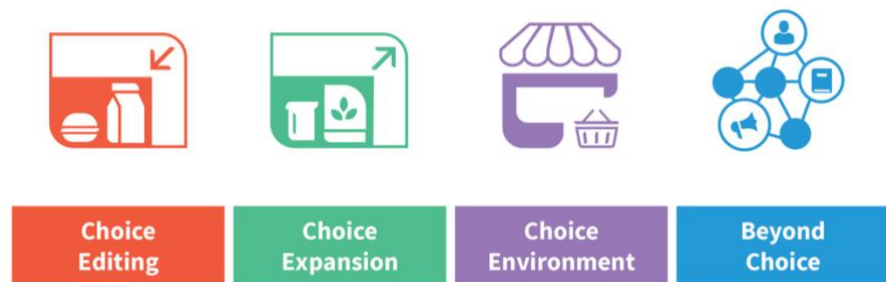 Choice
Editing
Choice
Expansion
Choice
Environment
Beyond
Choice